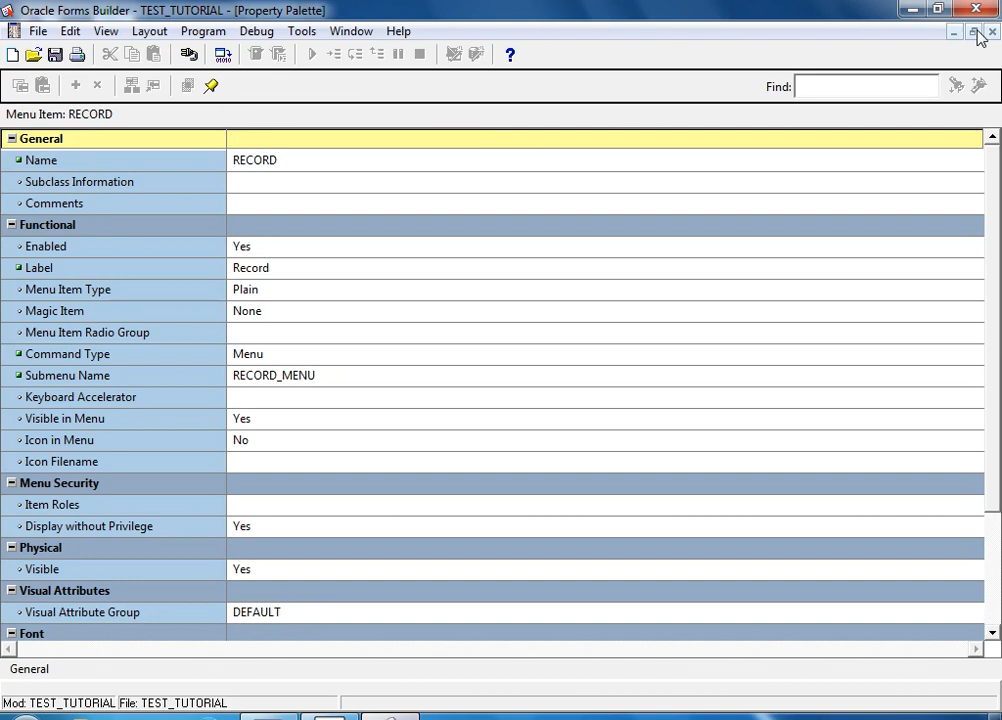 Oracle Forms Builder - TEST_TUTORIAL - [Property Palette]
File Edit View Layout Program Debug Tools Window Help
Find:
Menu Item: RECORD
General
Name RECORD
Subclass Information
Comments
Functional
Enabled Yes
Label Record
Menu Item Type Plain
Magic Item None
Menu Item Radio Group
Command Type Menu
Submenu Name RECORD_MENU
Keyboard Accelerator
Visible in Menu Yes
Icon in Menu No
Icon Filename
Menu Security
Item Roles
Display without Privilege Yes
Physical
Visible Yes
Visual Attributes
Visual Attribute Group DEFAULT
Font
General
Mod: TEST_TUTORIAL File: TEST_TUTORIAL